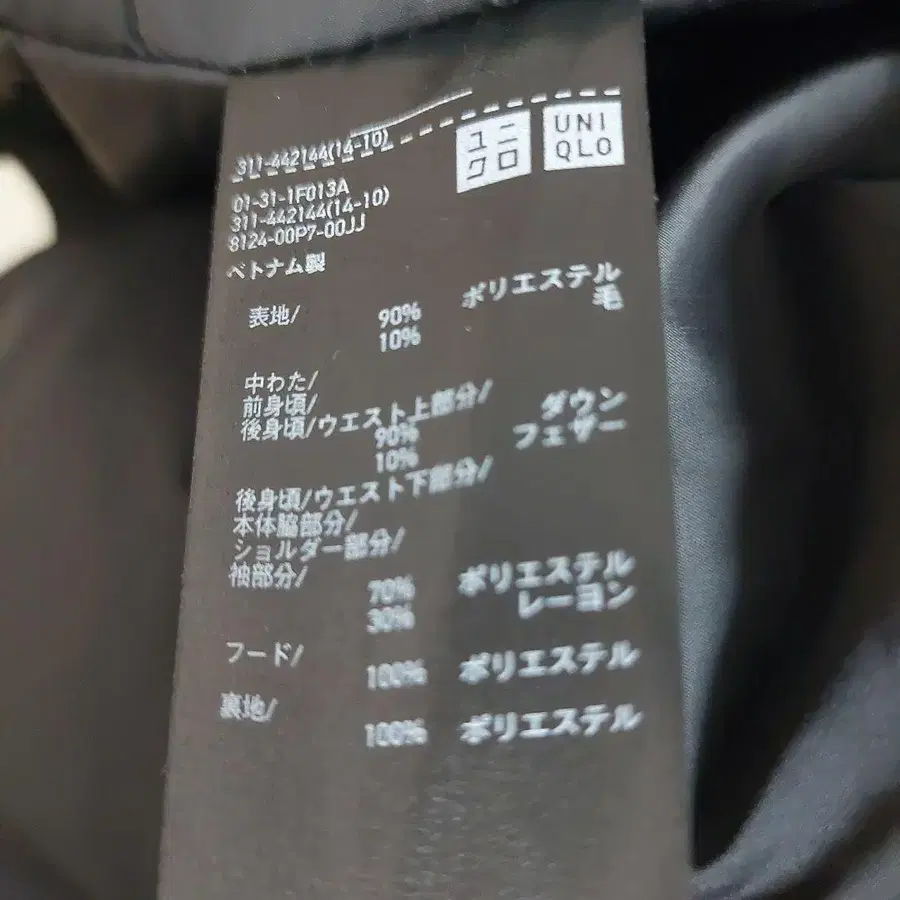 311-442144(14-10)
ユニ
クロ
UNI
QLO
01-31-1F013A
311-442144(14-10)
8124-00P7-00JJ
ベトナム製
表地/ 90% ポリエステル
10% 毛
中わた/
前身頃/
後身頃/ウエスト上部分/
90% ダウン
10% フェザー
後身頃/ウエスト下部分/
本体脇部分/
ショルダー部分/
袖部分/
70% ポリエステル
30% レーヨン
フード/
100% ポリエステル
裏地/
100% ポリエステル